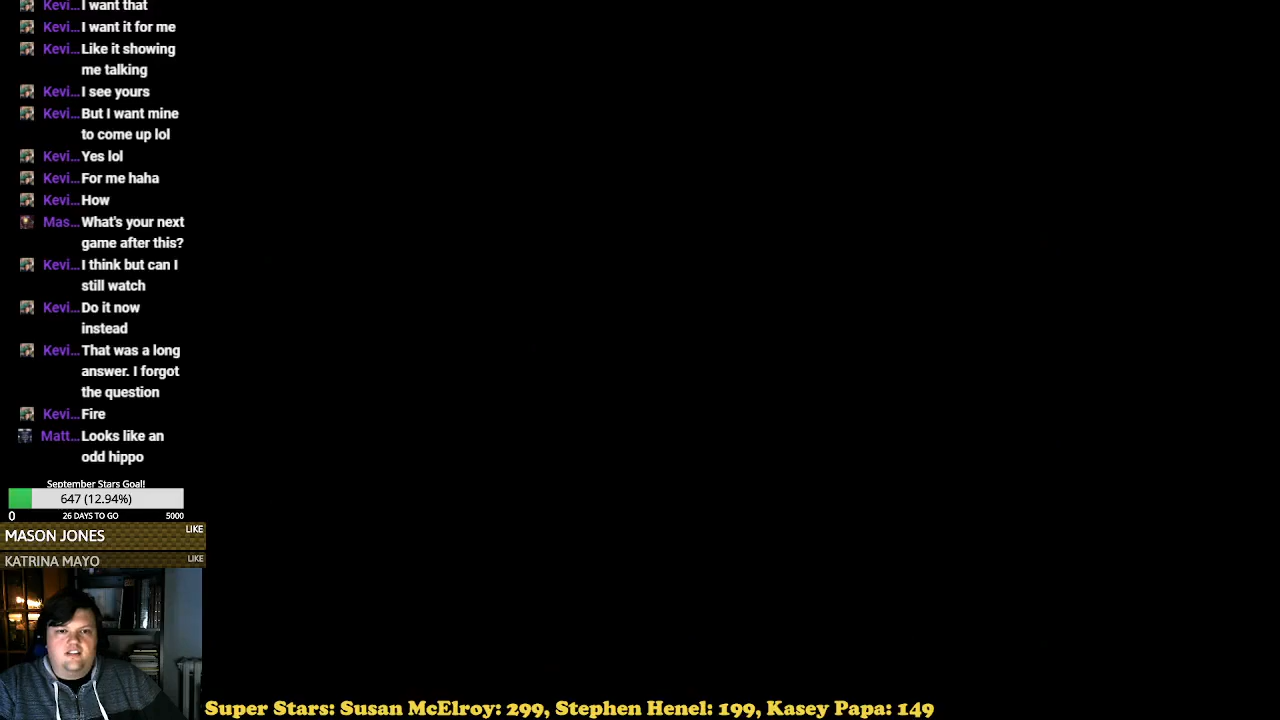 Kevi... I want that
Kevi... I want it for me
Kevi... Like it showing
me talking
Kevi... I see yours
Kevi... But I want mine
to come up lol
Kevi... Yes lol
Kevi... For me haha
Kevi... How
Mas... What's your next
game after this?
Kevi... I think but can I
still watch
Kevi... Do it now
instead
Kevi... That was a long
answer. I forgot
the question
Kevi... Fire
Matt... Looks like an
odd hippo
September Stars Goal!
647 (12.94%)
0 26 DAYS TO GO 5000
MASON JONES LIKE
KATRINA MAYO LIKE
Super Stars: Susan McElroy: 299, Stephen Henel: 199, Kasey Papa: 149